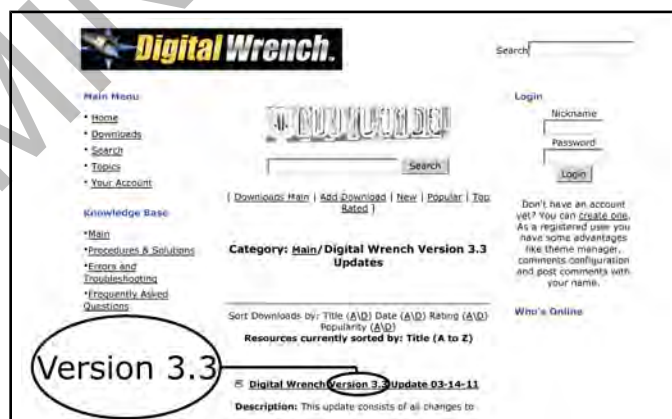 Digital Wrench.
Search
Main Menu
• Home
• Downloads
• Search
• Topics
• Your Account
Knowledge Base
•Main
•Procedures & Solutions
•Errors and
Troubleshooting
•Frequently Asked
Questions
DOWNLOADS
Search
[ Downloads Main | Add Download | New | Popular | Top
Rated ]
Category: Main/Digital Wrench Version 3.3
Updates
Sort Downloads by: Title (A\D) Date (A\D) Rating (A\D)
Popularity (A\D)
Resources currently sorted by: Title (A to Z)
Digital Wrench Version 3.3 Update 03-14-11
Description: This update consists of all changes to
Login
Nickname
Password
Login
Don't have an account
yet? You can create one.
As a registered user you
have some advantages
like theme manager,
comments configuration
and post comments with
your name.
Who's Online
Version 3.3